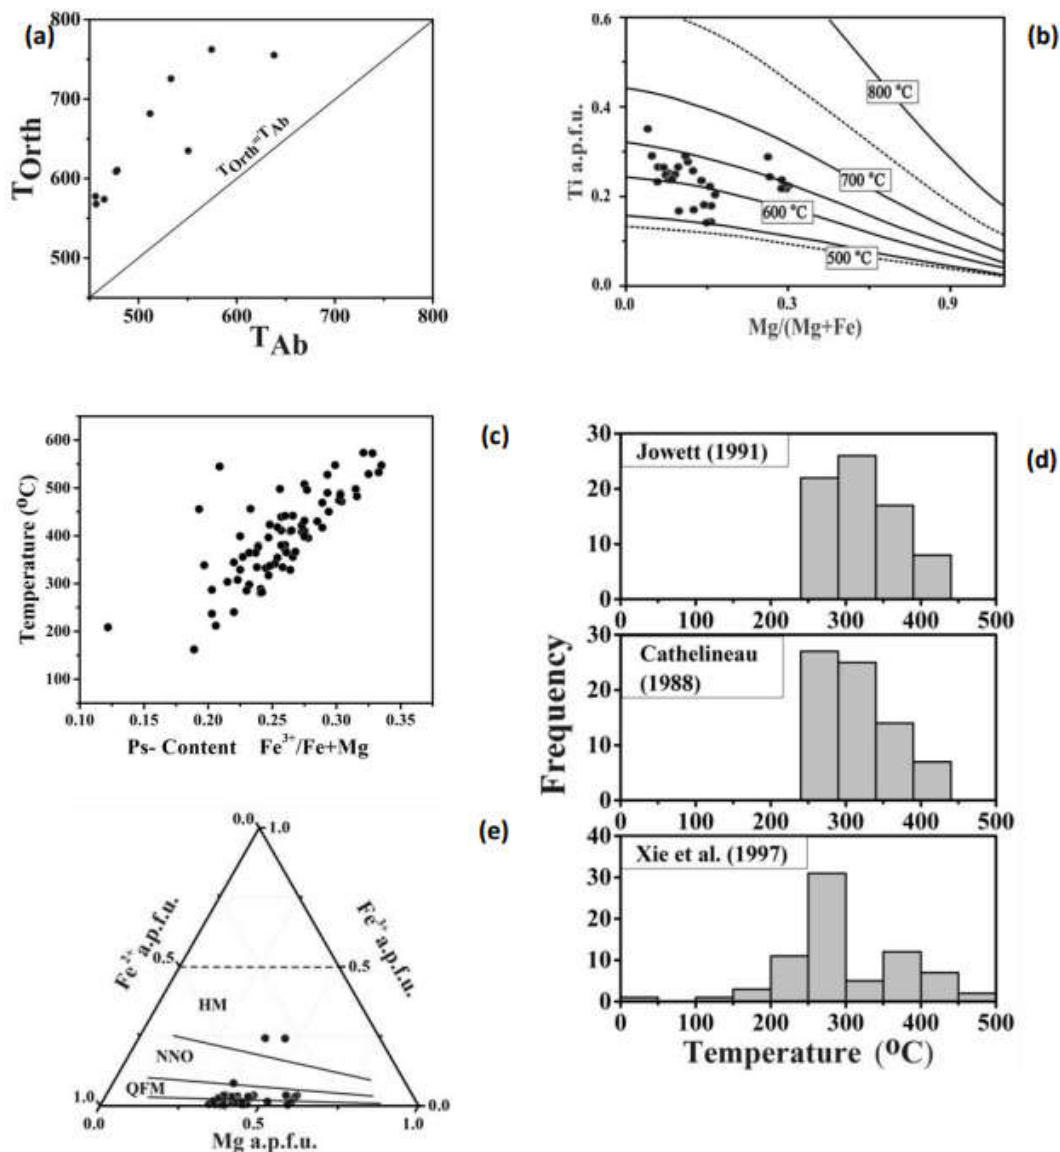 (a)
800
700
600
500
T_Orth
T_Orth=T_Ab
500 600 700 800
T_Ab
(b)
0.6
0.4
0.2
0.0
Ti a.p.f.u.
800 °C
700 °C
600 °C
500 °C
0.0 0.3 0.9
Mg/(Mg+Fe)
(c)
600
500
400
300
200
100
Temperature (⁰C)
0.10 0.15 0.20 0.25 0.30 0.35
Ps- Content Fe³⁺/Fe+Mg
(d)
Jowett (1991)
30
20
10
0
0 100 200 300 400 500
Cathelineau
(1988)
30
20
10
0
0 100 200 300 400 500
Xie et al. (1997)
40
30
20
10
0
0 100 200 300 400 500
Frequency
Temperature (⁰C)
(e)
0.0 1.0
Fe²⁺ a.p.f.u.
Fe³⁺ a.p.f.u.
0.5 0.5
HM
NNO
QFM
1.0 0.0
0.0 0.5 1.0
Mg a.p.f.u.